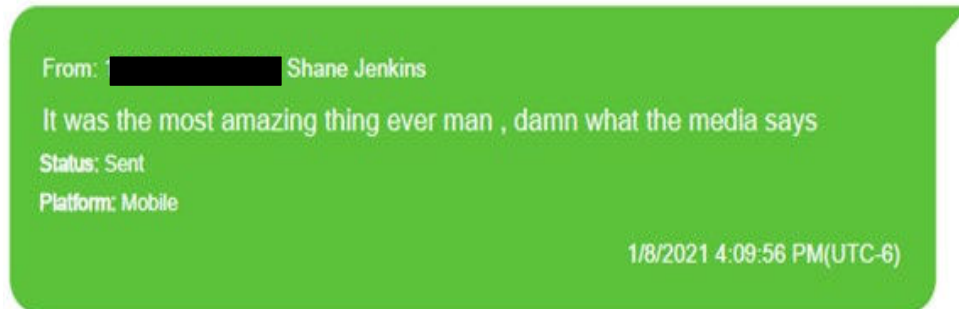 From: Shane Jenkins
It was the most amazing thing ever man , damn what the media says
Status: Sent
Platform: Mobile
1/8/2021 4:09:56 PM(UTC-6)